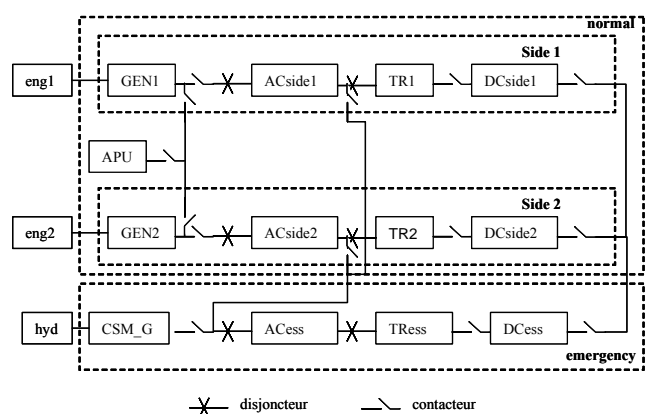 normal
Side 1
eng1
GEN1
ACside1
TR1
DCside1
APU
Side 2
eng2
GEN2
ACside2
TR2
DCside2
hyd
CSM_G
ACess
TRess
DCess
emergency
disjoncteur
contacteur